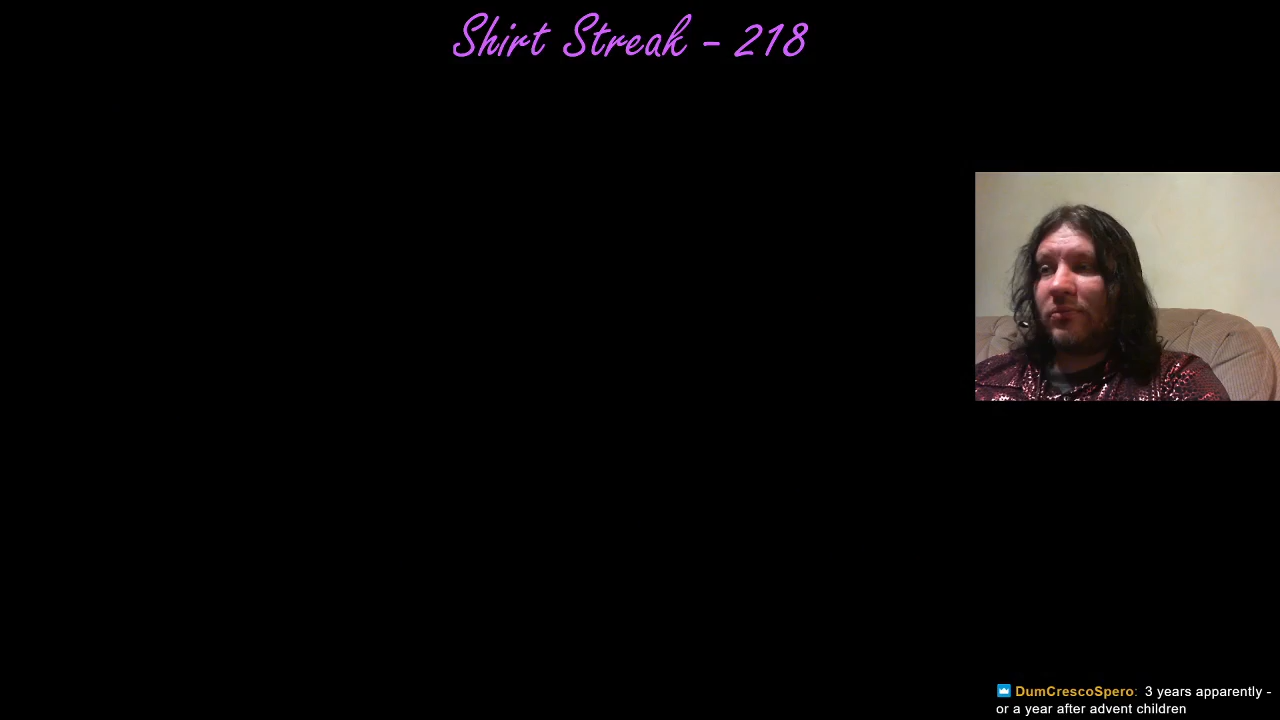 Shirt Streak - 218
DumCrescoSpero: 3 years apparently -
or a year after advent children